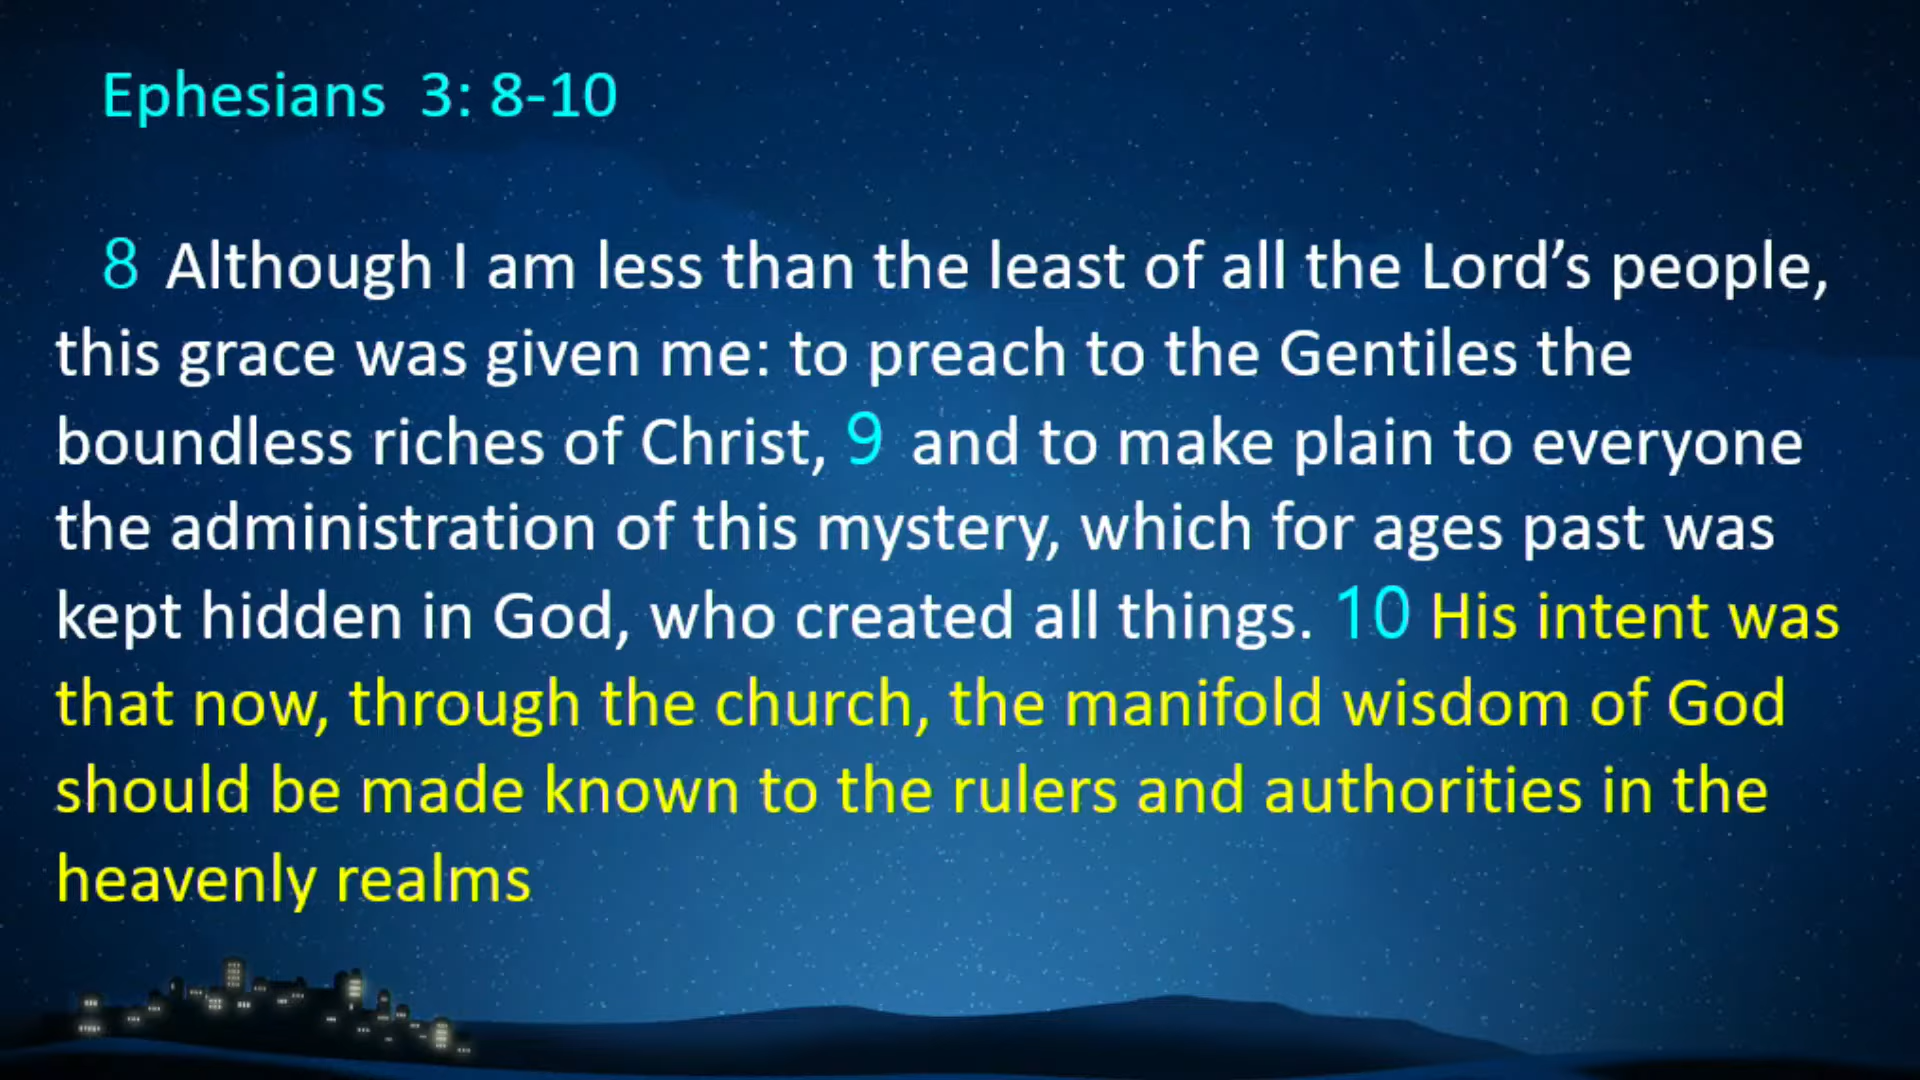 Ephesians 3: 8-10
8 Although I am less than the least of all the Lord’s people,
this grace was given me: to preach to the Gentiles the
boundless riches of Christ, 9 and to make plain to everyone
the administration of this mystery, which for ages past was
kept hidden in God, who created all things. 10 His intent was
that now, through the church, the manifold wisdom of God
should be made known to the rulers and authorities in the
heavenly realms